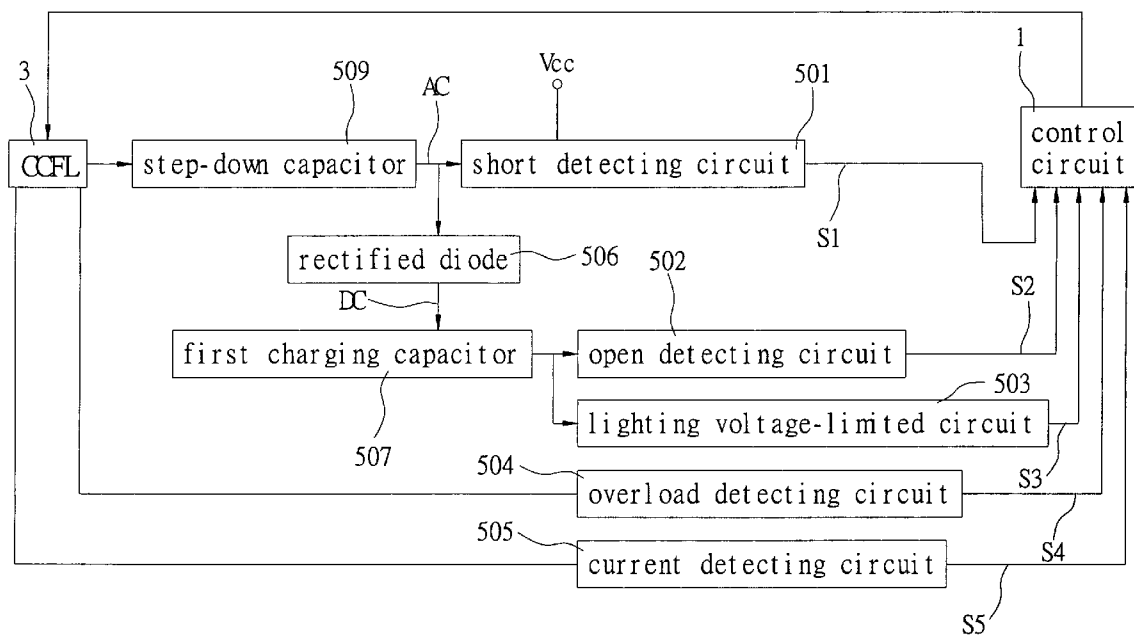 3
509
AC
Vcc
501
1
CCFL
step-down capacitor
short detecting circuit
control
circuit
S1
rectified diode
506
502
S2
DC
first charging capacitor
open detecting circuit
503
507
lighting voltage-limited circuit
S3
504
overload detecting circuit
S4
505
current detecting circuit
S5